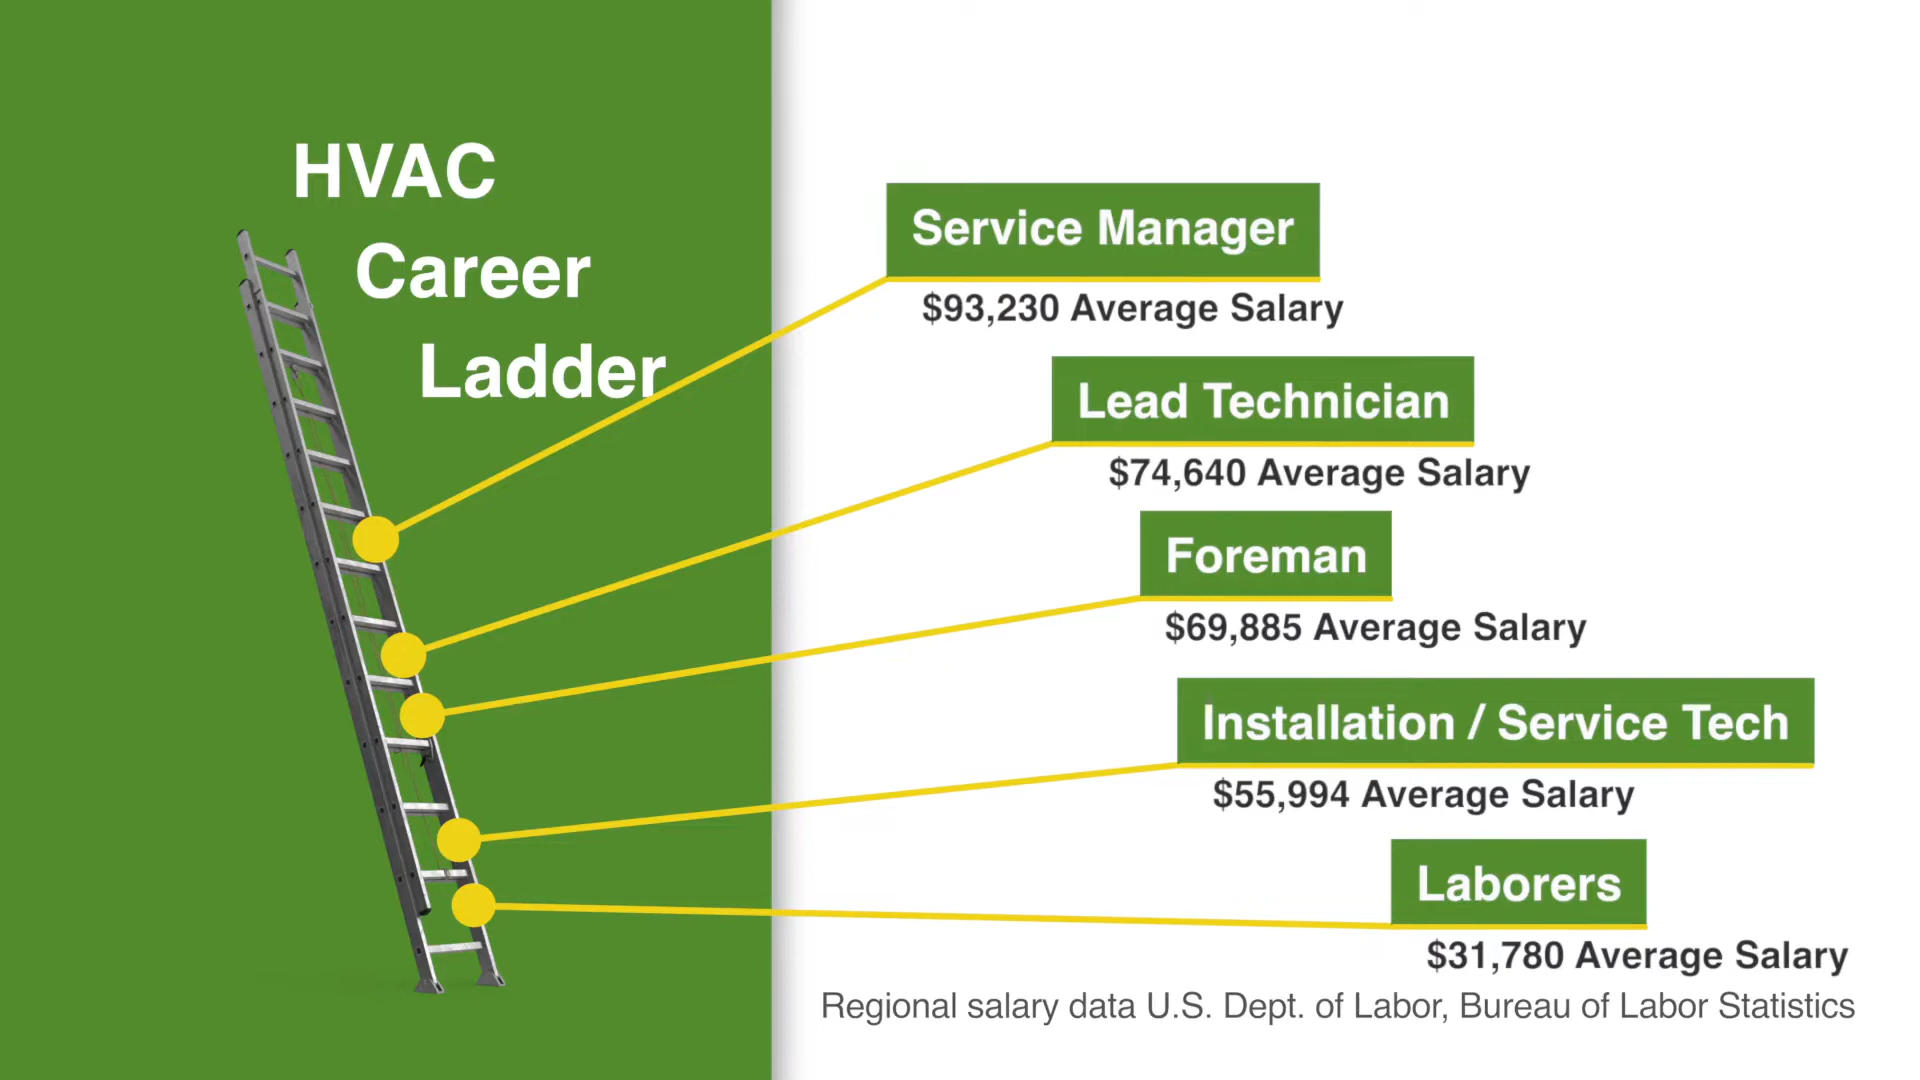 HVAC
Career
Ladder
Service Manager
$93,230 Average Salary
Lead Technician
$74,640 Average Salary
Foreman
$69,885 Average Salary
Installation / Service Tech
$55,994 Average Salary
Laborers
$31,780 Average Salary
Regional salary data U.S. Dept. of Labor, Bureau of Labor Statistics